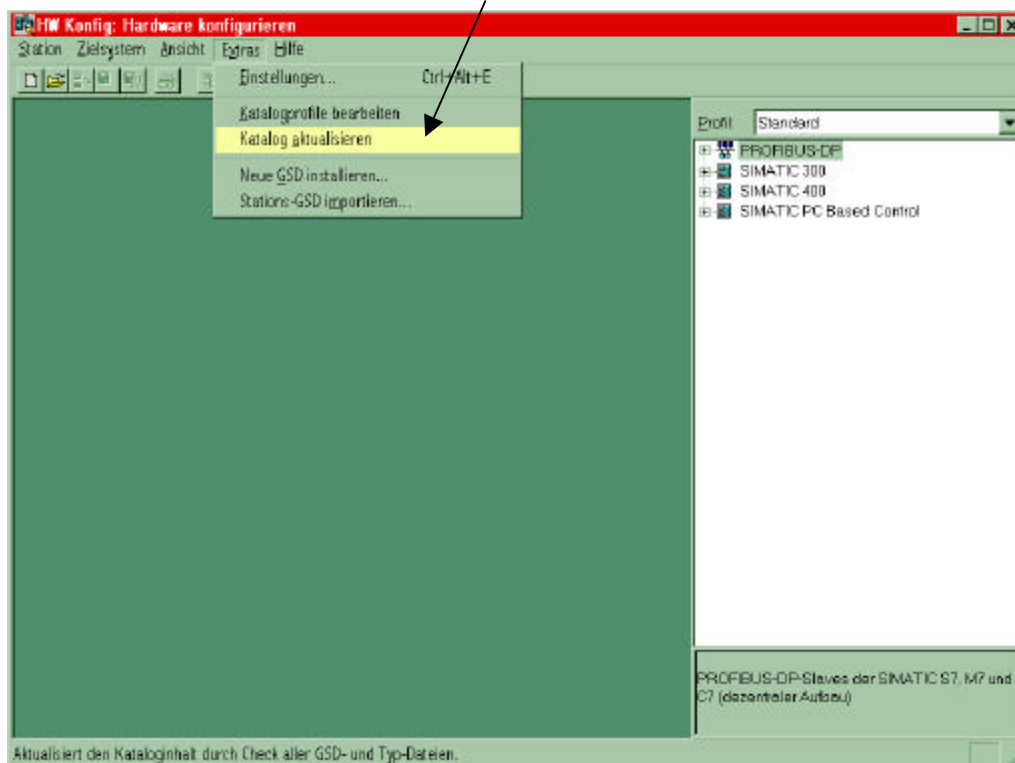 HW Konfig: Hardware konfigurieren
Station Zielsystem Ansicht Extras Hilfe
Einstellungen... Ctrl+Alt+E
Katalogprofile bearbeiten
Katalog aktualisieren
Neue GSD installieren...
Stations-GSD importieren...
Profil Standard
PROFIBUS-DP
SIMATIC 300
SIMATIC 400
SIMATIC PC Based Control
PROFIBUS-DP-Slaves der SIMATIC S7, M7 und
C7 (dezentraler Aufbau)
Aktualisiert den Kataloginhalt durch Check aller GSD- und Typ-Dateien.